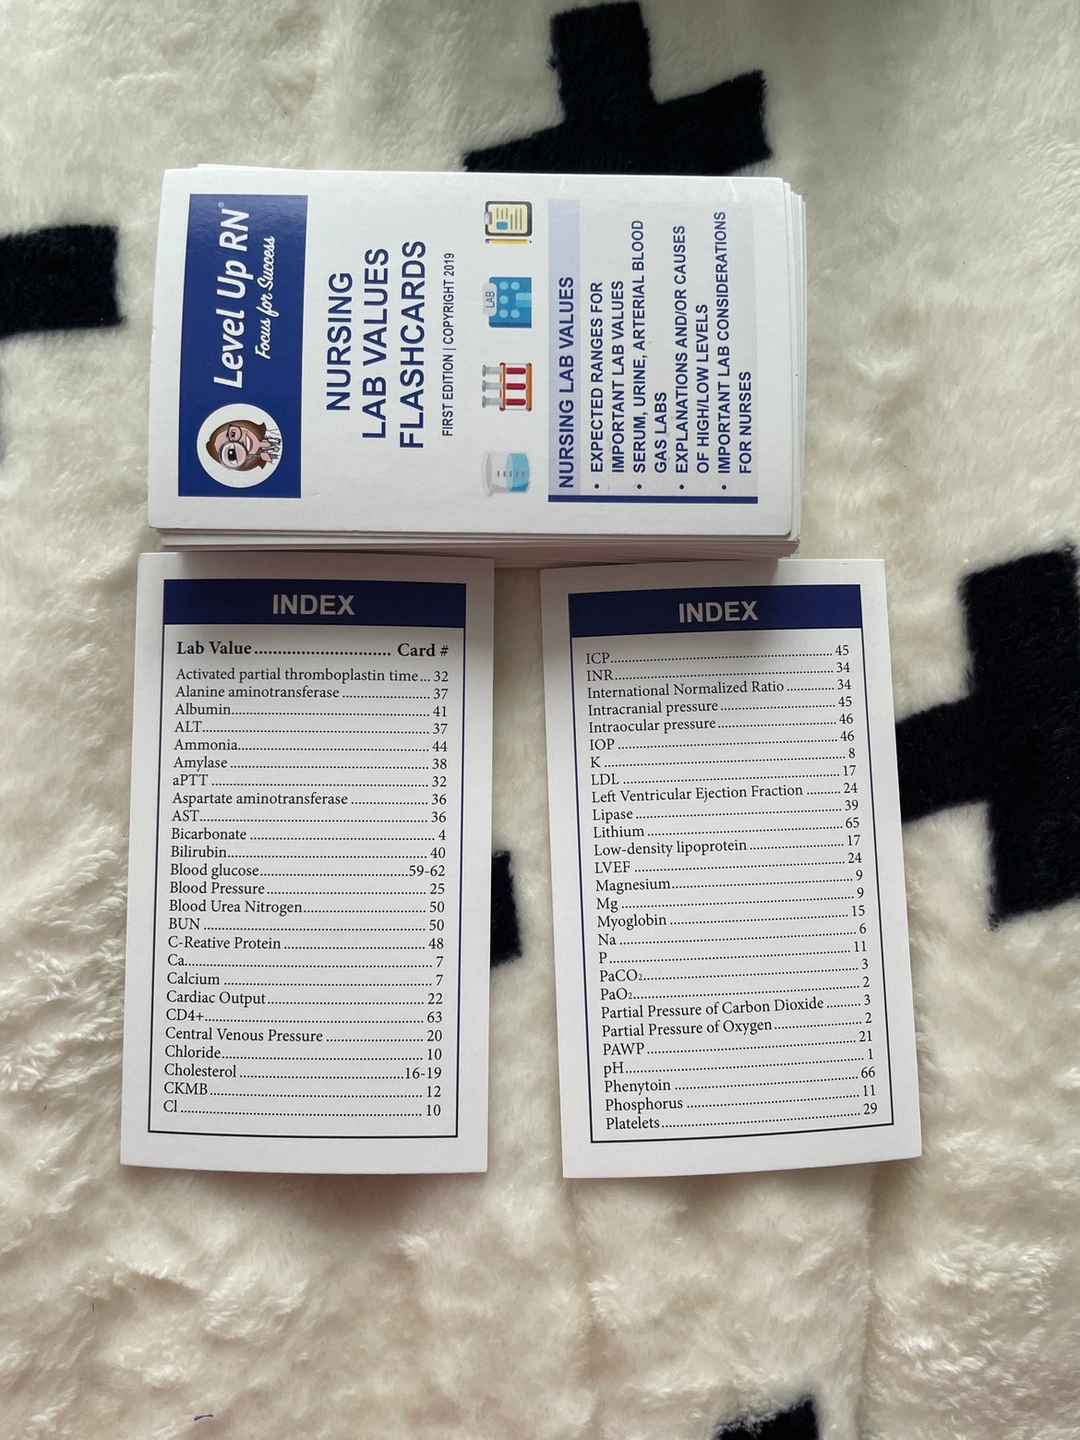 Level Up RN®
Focus for Success
NURSING
LAB VALUES
FLASHCARDS
FIRST EDITION | COPYRIGHT 2019
LAB
NURSING LAB VALUES
• EXPECTED RANGES FOR
IMPORTANT LAB VALUES
• SERUM, URINE, ARTERIAL BLOOD
GAS LABS
• EXPLANATIONS AND/OR CAUSES
OF HIGH/LOW LEVELS
• IMPORTANT LAB CONSIDERATIONS
FOR NURSES
INDEX
Lab Value.............................. Card #
Activated partial thromboplastin time... 32
Alanine aminotransferase ...................... 37
Albumin.................................................. 41
ALT......................................................... 37
Ammonia................................................ 44
Amylase .................................................. 38
aPTT ....................................................... 32
Aspartate aminotransferase .................... 36
AST.......................................................... 36
Bicarbonate ............................................ 4
Bilirubin.................................................. 40
Blood glucose.....................................59-62
Blood Pressure........................................ 25
Blood Urea Nitrogen............................... 50
BUN ........................................................ 50
C-Reative Protein ................................... 48
Ca............................................................ 7
Calcium .................................................. 7
Cardiac Output....................................... 22
CD4+....................................................... 63
Central Venous Pressure ........................ 20
Chloride.................................................. 10
Cholesterol ........................................ 16-19
CKMB..................................................... 12
Cl ............................................................ 10
INDEX
ICP.......................................................... 45
INR.......................................................... 34
International Normalized Ratio ............ 34
Intracranial pressure .............................. 45
Intraocular pressure................................ 46
IOP ......................................................... 46
K ............................................................. 8
LDL ........................................................ 17
Left Ventricular Ejection Fraction ......... 24
Lipase ..................................................... 39
Lithium .................................................. 65
Low-density lipoprotein ......................... 17
LVEF ...................................................... 24
Magnesium............................................. 9
Mg .......................................................... 9
Myoglobin .............................................. 15
Na ........................................................... 6
P.............................................................. 11
PaCO₂..................................................... 3
PaO₂........................................................ 2
Partial Pressure of Carbon Dioxide ........ 3
Partial Pressure of Oxygen..................... 2
PAWP...................................................... 21
pH........................................................... 1
Phenytoin ............................................... 66
Phosphorus ............................................ 11
Platelets................................................... 29